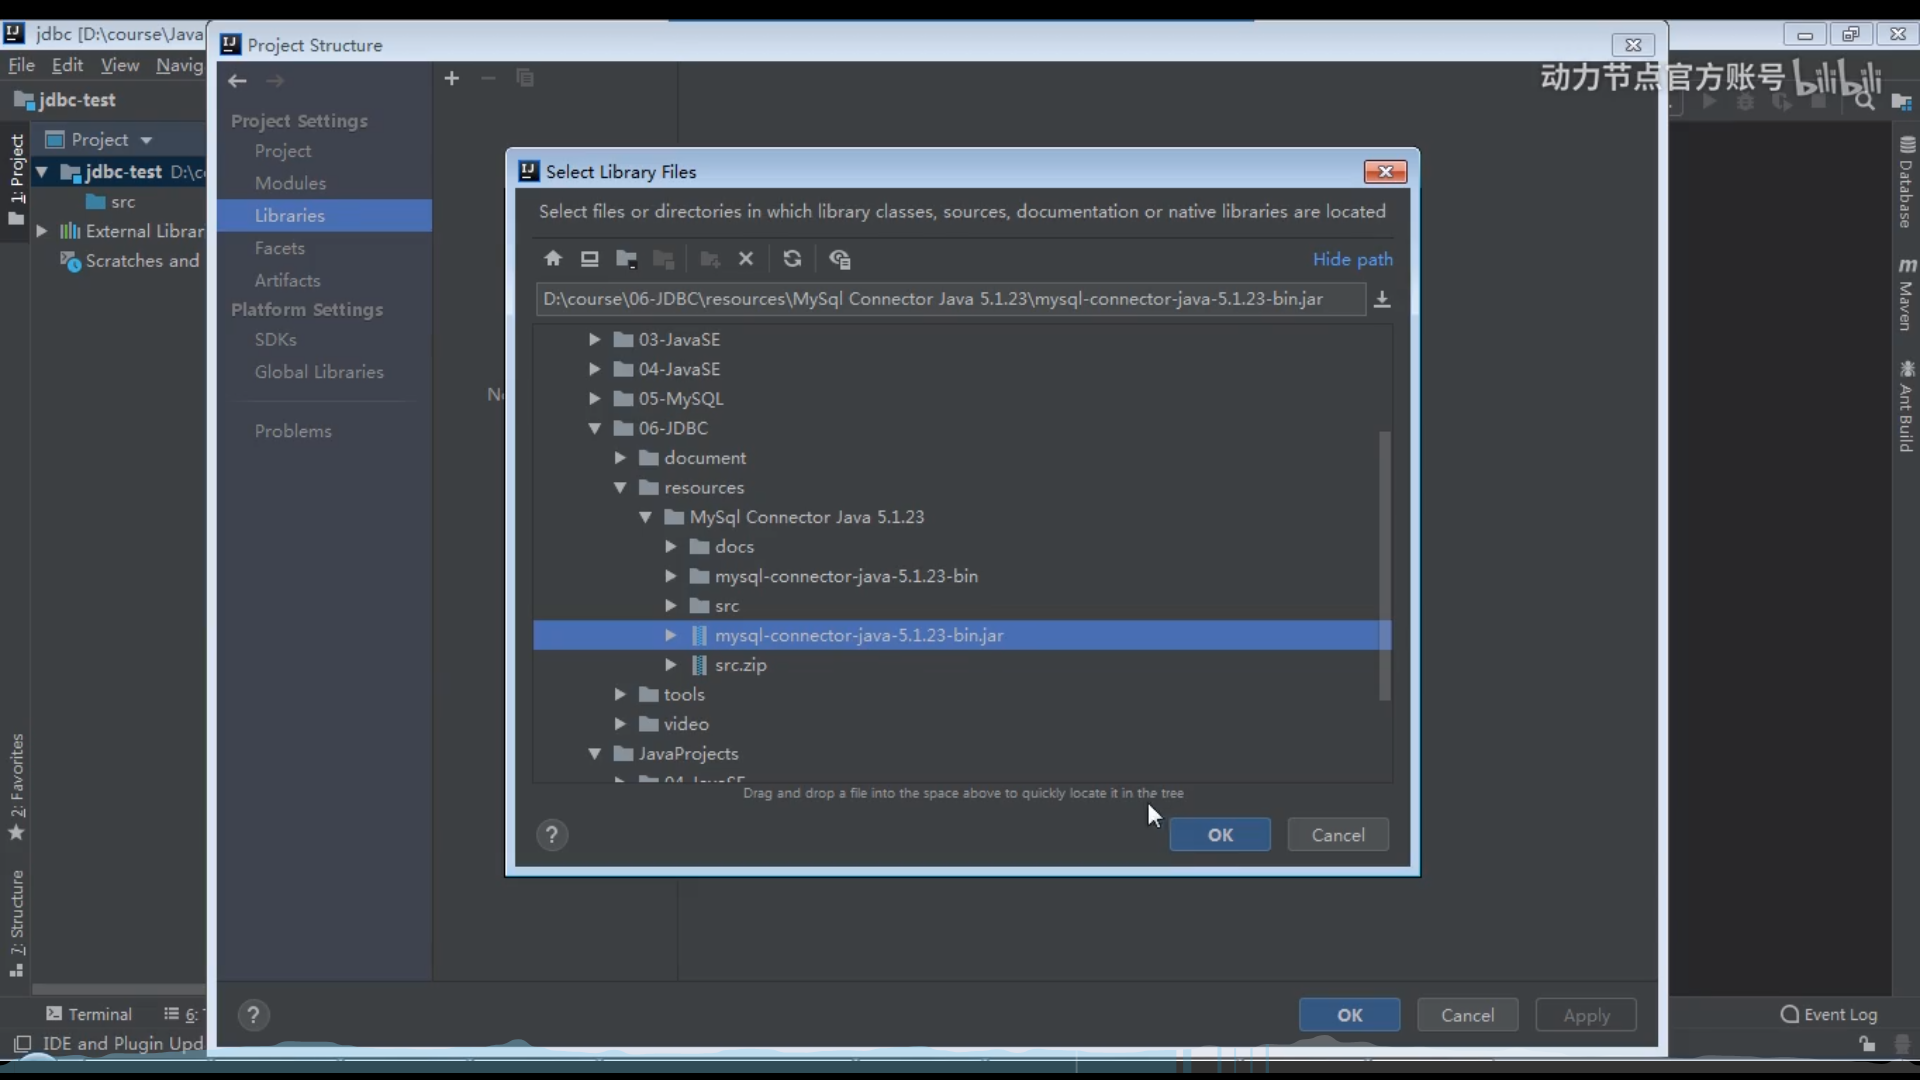 jdbc [D:\course\Java
Project Structure
File Edit View Navig
动力节点官方账号 bilibili
jdbc-test
Project Settings
Project
Project
Modules
Select Library Files
jdbc-test D:\c
src
Libraries
Select files or directories in which library classes, sources, documentation or native libraries are located
External Librar
Facets
Hide path
Scratches and
Artifacts
D:\course\06-JDBC\resources\MySql Connector Java 5.1.23\mysql-connector-java-5.1.23-bin.jar
Platform Settings
SDKs
03-JavaSE
Global Libraries
04-JavaSE
05-MySQL
Problems
06-JDBC
document
resources
MySql Connector Java 5.1.23
docs
mysql-connector-java-5.1.23-bin
src
mysql-connector-java-5.1.23-bin.jar
src.zip
tools
video
JavaProjects
04-JavaSE
Drag and drop a file into the space above to quickly locate it in the tree
OK Cancel
1: Project
2: Favorites
7: Structure
Database
Maven
Ant Build
Terminal 6:
OK Cancel Apply
Event Log
IDE and Plugin Upd